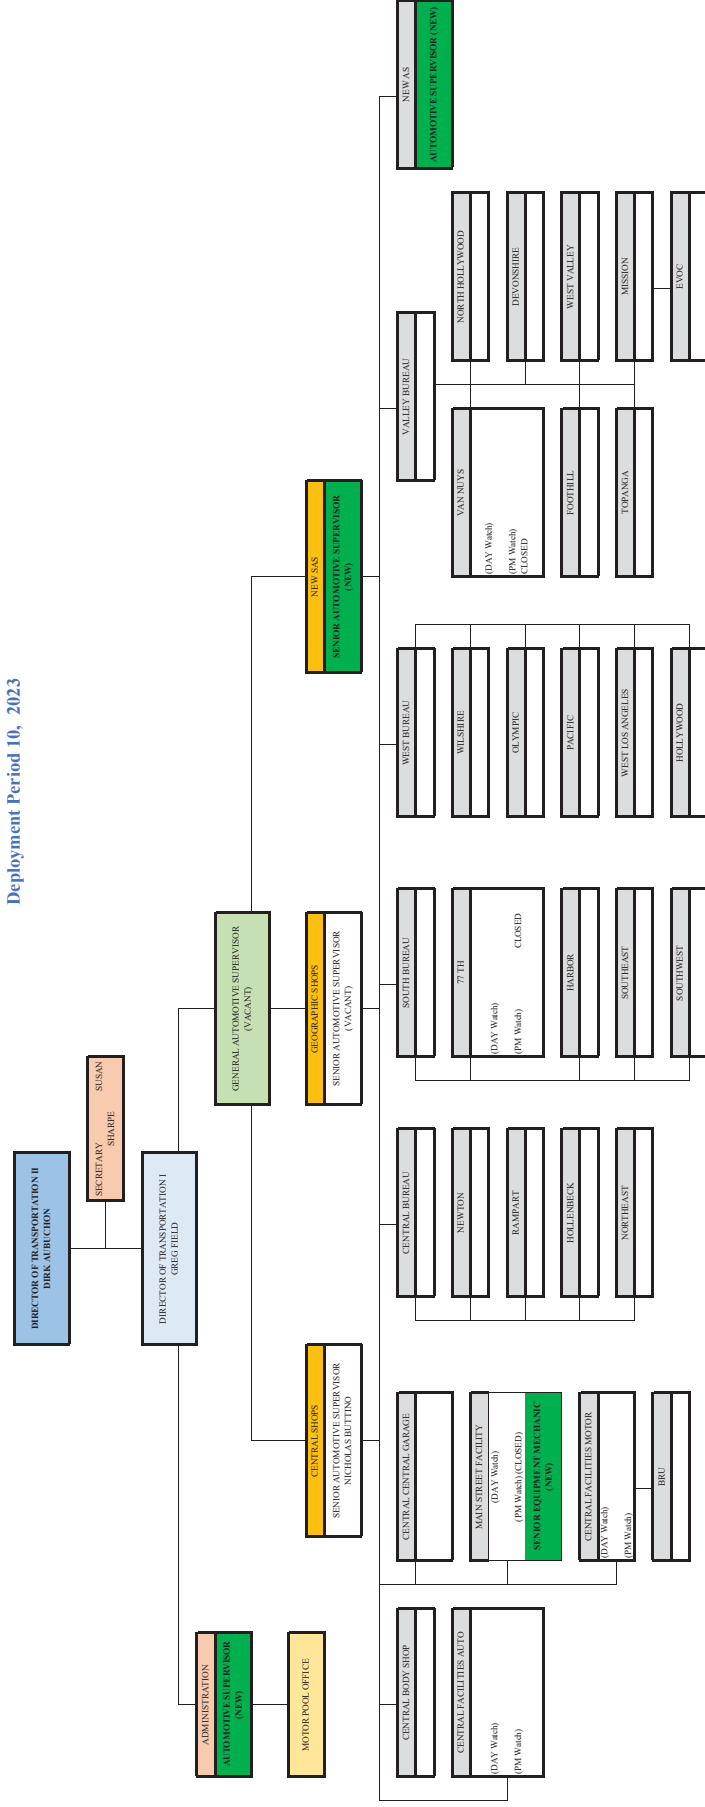 Deployment Period 10, 2023
DIRECTOR OF TRANSPORTATION II
DIRK AUBUCHON
SECRETARY SUSAN
SHARPE
DIRECTOR OF TRANSPORTATION I
GREG FIELD
ADMINISTRATION
AUTOMOTIVE SUPERVISOR
(NEW)
MOTOR POOL OFFICE
GENERAL AUTOMOTIVE SUPERVISOR
(VACANT)
CENTRAL SHOPS
SENIOR AUTOMOTIVE SUPERVISOR
NICHOLAS BUTTINO
GEOGRAPHIC SHOPS
SENIOR AUTOMOTIVE SUPERVISOR
(VACANT)
NEW SAS
SENIOR AUTOMOTIVE SUPERVISOR
(NEW)
CENTRAL BODY SHOP
CENTRAL FACILITIES AUTO
(DAY Watch)
(PM Watch)
CENTRAL CENTRAL GARAGE
MAIN STREET FACILITY
(DAY Watch)
(PM Watch) (CLOSED)
SENIOR EQUIPMENT MECHANIC
(NEW)
CENTRAL FACILITIES MOTOR
(DAY Watch)
(PM Watch)
BRU
CENTRAL BUREAU
NEWTON
RAMPART
HOLLENBECK
NORTHEAST
SOUTH BUREAU
77 TH
(DAY Watch)
(PM Watch) CLOSED
HARBOR
SOUTHEAST
SOUTHWEST
WEST BUREAU
WILSHIRE
OLYMPIC
PACIFIC
WEST LOS ANGELES
HOLLYWOOD
VALLEY BUREAU
VAN NUYS
(DAY Watch)
(PM Watch)
CLOSED
FOOTHILL
TOPANGA
NORTH HOLLYWOOD
DEVONSHIRE
WEST VALLEY
MISSION
EVOC
NEW AS
AUTOMOTIVE SUPERVISOR (NEW)